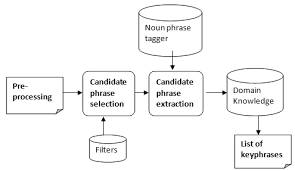 Noun phrase
tagger
Pre-
processing
Candidate
phrase
selection
Candidate
phrase
extraction
Domain
Knowledge
Filters
List of
keyphrases